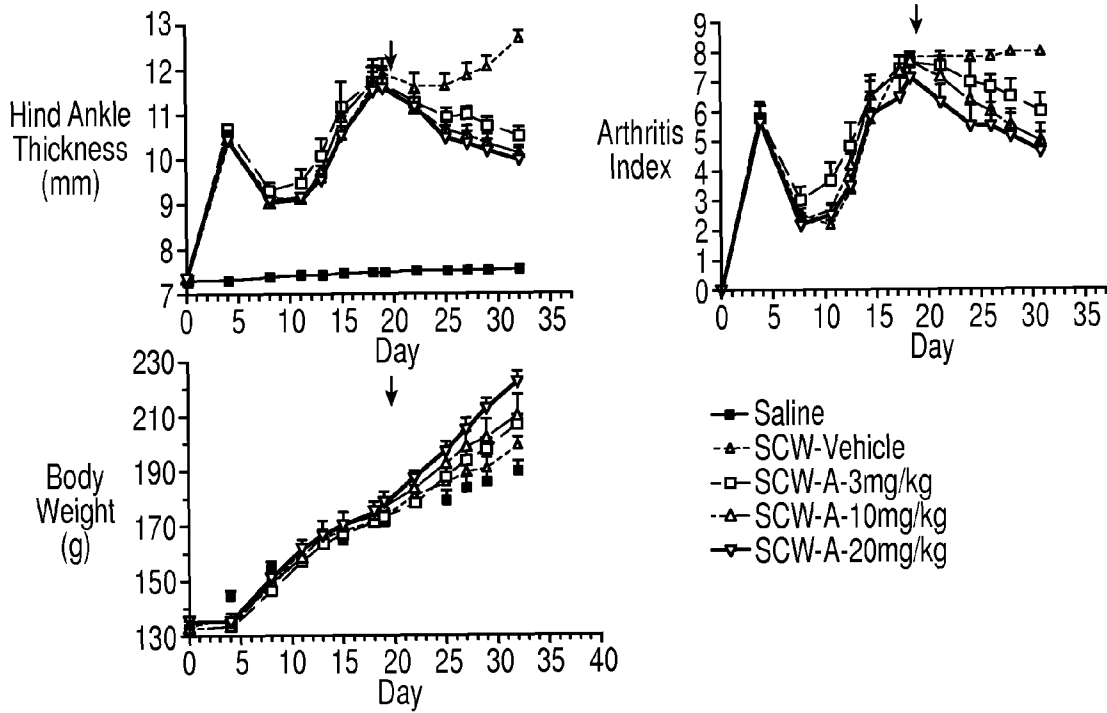 13
12
11
10
9
8
7
Hind Ankle
Thickness
(mm)
0 5 10 15 20 25 30 35
Day
9
8
7
6
5
4
3
2
1
0
Arthritis
Index
0 5 10 15 20 25 30 35
Day
230
210
190
170
150
130
Body
Weight
(g)
0 5 10 15 20 25 30 35 40
Day
Saline
SCW-Vehicle
SCW-A-3mg/kg
SCW-A-10mg/kg
SCW-A-20mg/kg